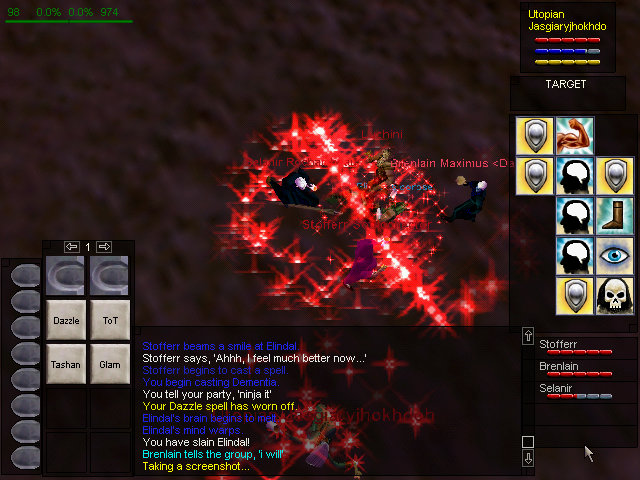 98 0.0% 0.0% 974
Utopian
Jasgiaryjhokhdo
TARGET
Brenlain Maximus <Da
1
Dazzle
ToT
Tashan
Glam
Stofferr beams a smile at Elindal.
Stofferr says, 'Ahhh, I feel much better now...'
Stofferr begins to cast a spell.
You begin casting Dementia.
You tell your party, 'ninja it'
Your Dazzle spell has worn off.
Elindal's brain begins to melt.
Elindal's mind warps.
You have slain Elindal!
Brenlain tells the group, 'i will'
Taking a screenshot...
Stofferr
Brenlain
Selanir